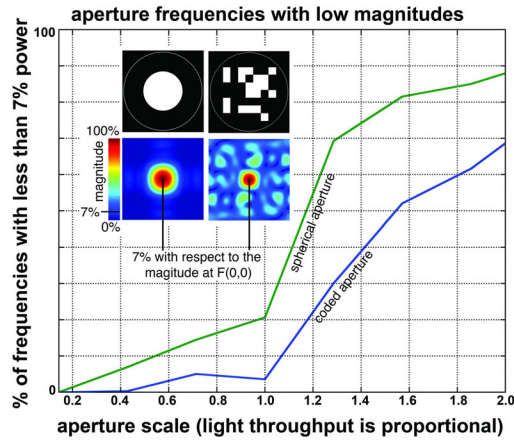 aperture frequencies with low magnitudes
% of frequencies with less than 7% power
100
0
100%
magnitude
7%
0%
7% with respect to the
magitude at F(0,0)
spherical aperture
coded aperture
0.2 0.4 0.6 0.8 1.0 1.2 1.4 1.6 1.8 2.0
aperture scale (light throughput is proportional)